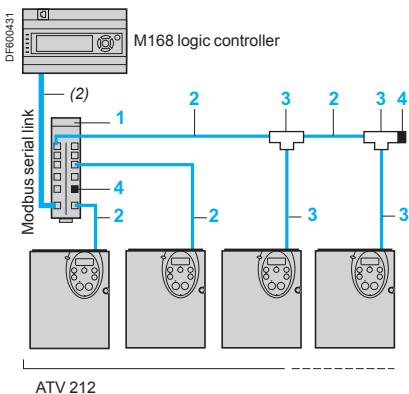 DF600431
M168 logic controller
(2)
Modbus serial link
1
2 3 2 3 4
4
2 2 3 3
ATV 212